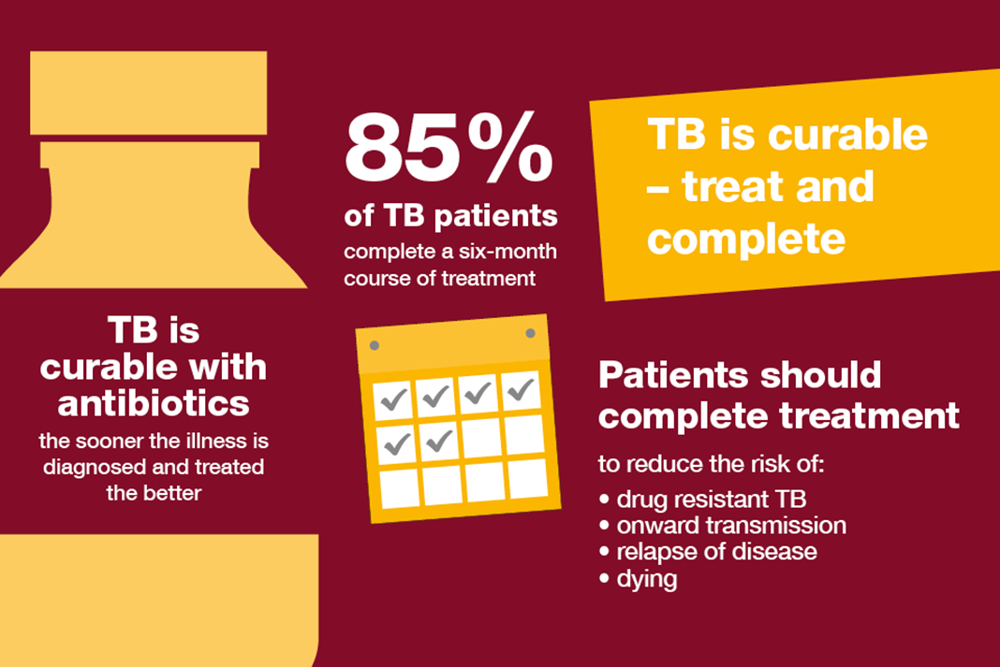 TB is
curable with
antibiotics
the sooner the illness is
diagnosed and treated
the better
85%
of TB patients
complete a six-month
course of treatment
TB is curable
– treat and
complete
Patients should
complete treatment
to reduce the risk of:
• drug resistant TB
• onward transmission
• relapse of disease
• dying